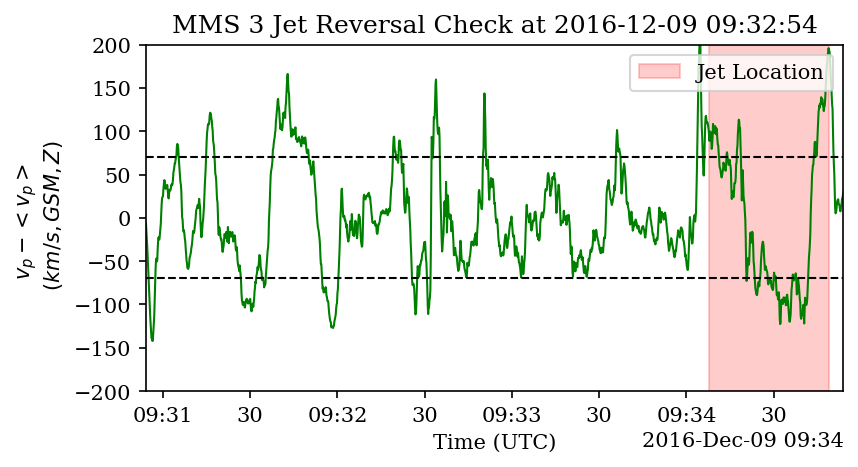 MMS 3 Jet Reversal Check at 2016-12-09 09:32:54
200
150
100
50
0
−50
−100
−150
−200
v_p − < v_p >
(km/s, GSM, Z)
Jet Location
09:31 30 09:32 30 09:33 30 09:34 30
Time (UTC)
2016-Dec-09 09:34